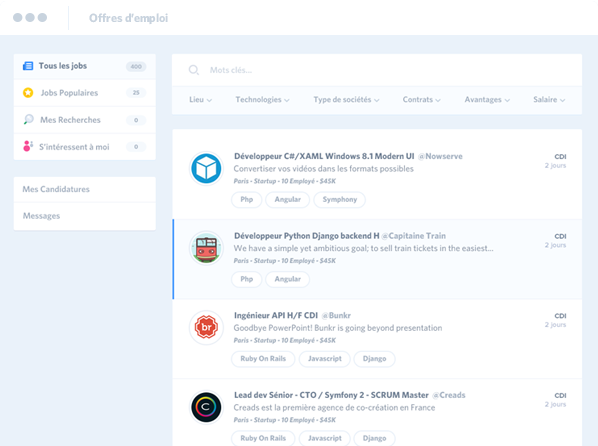 Offres d'emploi
Tous les jobs 400
Jobs Populaires 25
Mes Recherches 0
S'intéressent à moi 0
Mes Candidatures
Messages
Mots clés...
Lieu Technologies Type de sociétés Contrats Avantages Salaire
Développeur C#/XAML Windows 8.1 Modern UI @Nowserve CDI
Convertiser vos vidéos dans les formats possibles 2 jours
Paris - Startup - 10 Employé - $45K
Php Angular Symphony
Développeur Python Django backend H @Capitaine Train CDI
We have a simple yet ambitious goal; to sell train tickets in the easiest... 2 jours
Paris - Startup - 10 Employé - $45K
Php Angular
br
Ingénieur API H/F CDI @Bunkr CDI
Goodbye PowerPoint! Bunkr is going beyond presentation 2 jours
Paris - Startup - 10 Employé - $45K
Ruby On Rails Javascript Django
C
Lead dev Sénior - CTO / Symfony 2 - SCRUM Master @Creads CDI
Creads est la première agence de co-création en France 2 jours
Paris - Startup - 10 Employé - $45K
Ruby On Rails Javascript Django